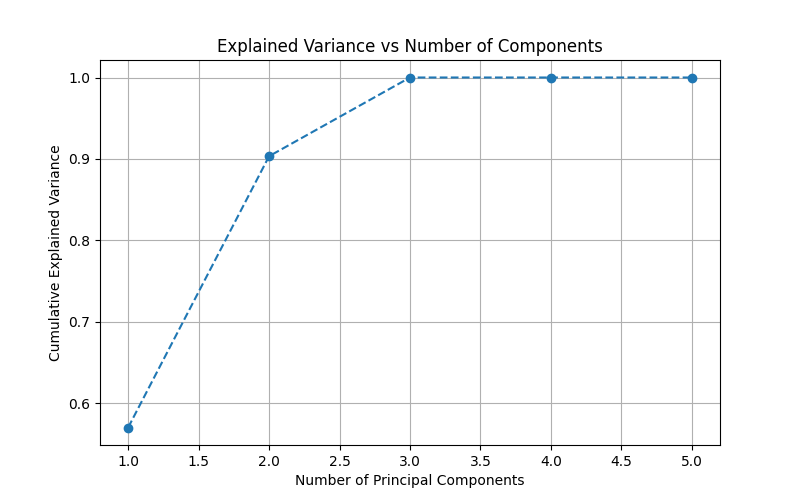 Explained Variance vs Number of Components
Cumulative Explained Variance
1.0
0.9
0.8
0.7
0.6
1.0 1.5 2.0 2.5 3.0 3.5 4.0 4.5 5.0
Number of Principal Components